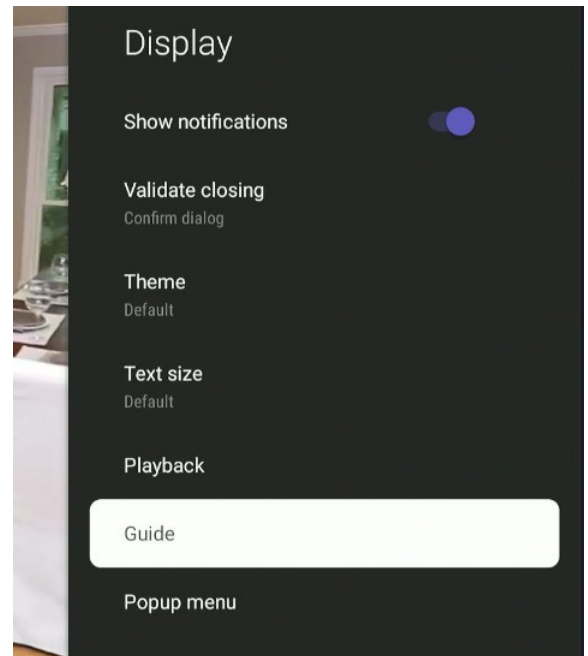 Display
Show notifications
Validate closing
Confirm dialog
Theme
Default
Text size
Default
Playback
Guide
Popup menu